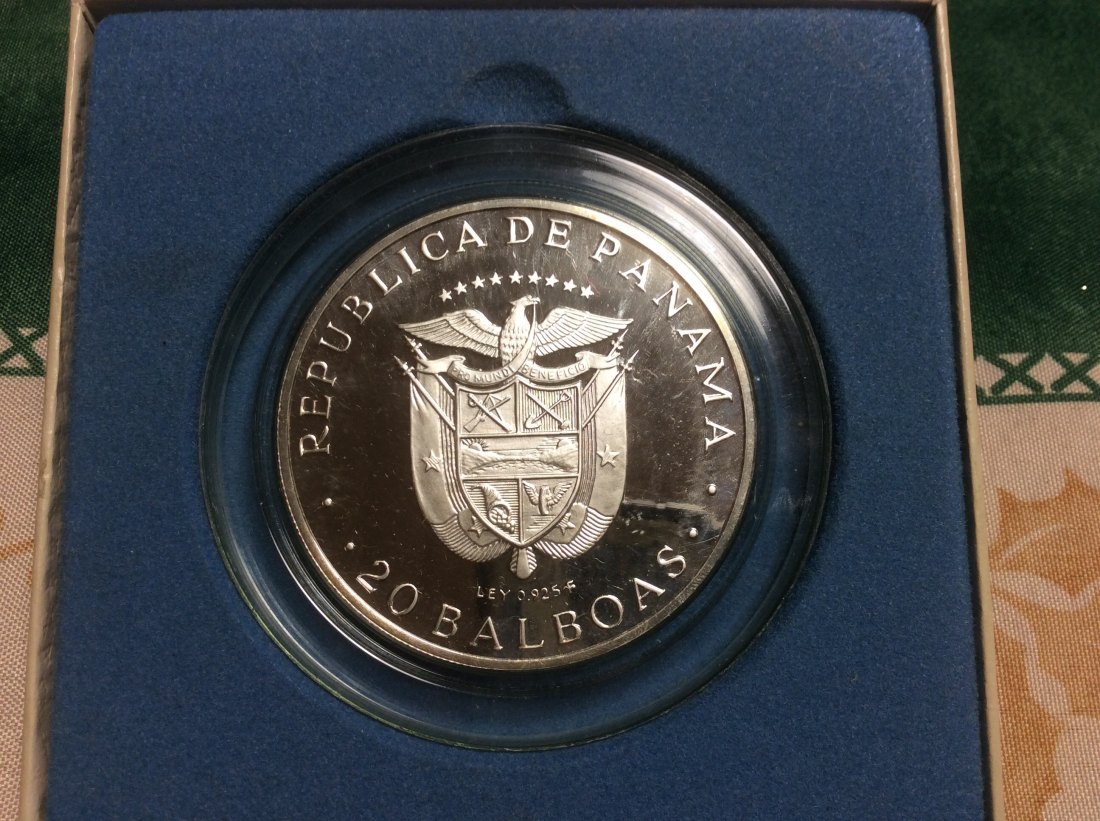 REPUBLICA DE PANAMA
PRO MUNDI BENEFICIO
LEY 0.925 F
· 20 BALBOAS ·